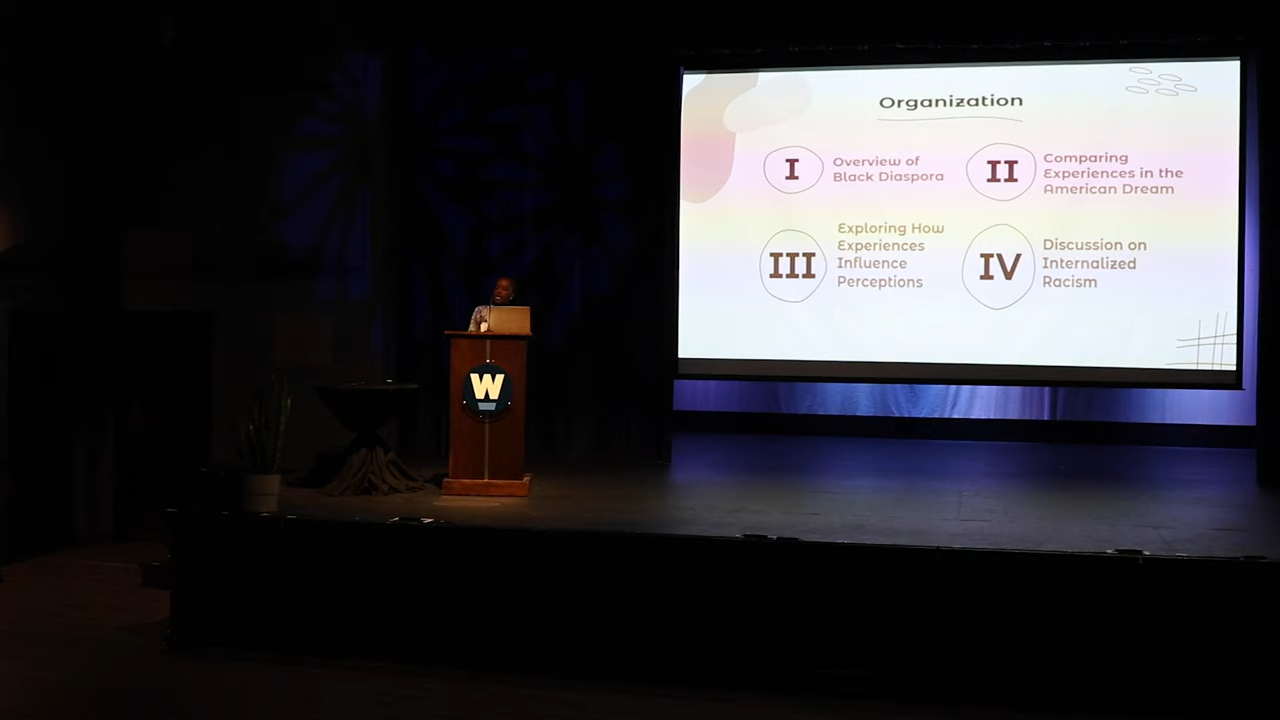 Organization
I
Overview of
Black Diaspora
II
Comparing
Experiences in the
American Dream
III
Exploring How
Experiences
Influence
Perceptions
IV
Discussion on
Internalized
Racism
W